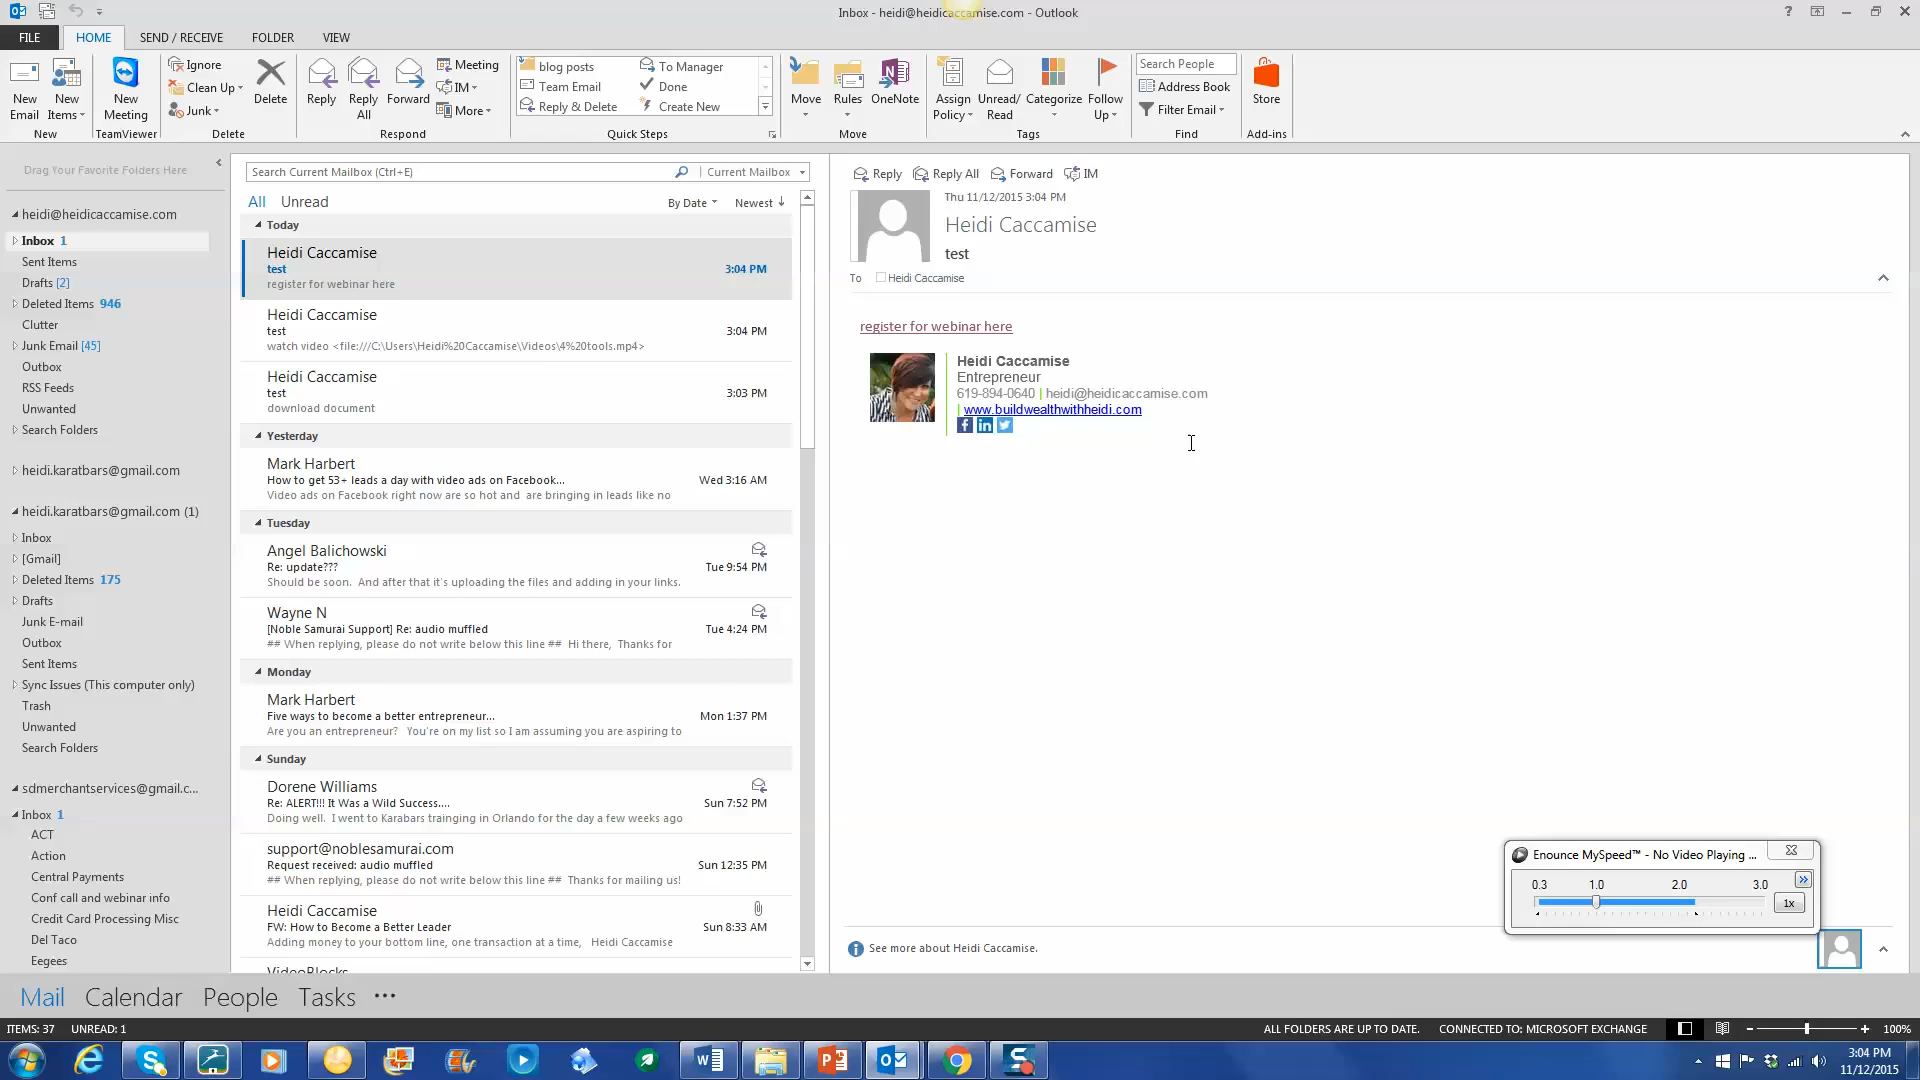 Inbox - heidi@heidicaccamise.com - Outlook
FILE
HOME
SEND / RECEIVE
FOLDER
VIEW
New Email
New Items
New
New Meeting
TeamViewer
Ignore
Clean Up
Junk
Delete
Delete
Reply
Reply All
Forward
Meeting
IM
More
Respond
blog posts
Team Email
Reply & Delete
To Manager
Done
Create New
Quick Steps
Move
Rules
OneNote
Move
Assign Policy
Unread/ Read
Categorize
Follow Up
Tags
Search People
Address Book
Filter Email
Find
Store
Add-ins
Drag Your Favorite Folders Here
heidi@heidicaccamise.com
Inbox 1
Sent Items
Drafts [2]
Deleted Items 946
Clutter
Junk Email [45]
Outbox
RSS Feeds
Unwanted
Search Folders
heidi.karatbars@gmail.com
heidi.karatbars@gmail.com (1)
Inbox
[Gmail]
Deleted Items 175
Drafts
Junk E-mail
Outbox
Sent Items
Sync Issues (This computer only)
Trash
Unwanted
Search Folders
sdmerchantservices@gmail.c...
Inbox 1
ACT
Action
Central Payments
Conf call and webinar info
Credit Card Processing Misc
Del Taco
Eegees
Search Current Mailbox (Ctrl+E)
Current Mailbox
All Unread
By Date
Newest
Today
Heidi Caccamise
test 3:04 PM
register for webinar here
Heidi Caccamise
test 3:04 PM
watch video <file:///C:\Users\Heidi%20Caccamise\Videos\4%20tools.mp4>
Heidi Caccamise
test 3:03 PM
download document
Yesterday
Mark Harbert
How to get 53+ leads a day with video ads on Facebook... Wed 3:16 AM
Video ads on Facebook right now are so hot and are bringing in leads like no
Tuesday
Angel Balichowski
Re: update??? Tue 9:54 PM
Should be soon. And after that it's uploading the files and adding in your links.
Wayne N
[Noble Samurai Support] Re: audio muffled Tue 4:24 PM
## When replying, please do not write below this line ## Hi there, Thanks for
Monday
Mark Harbert
Five ways to become a better entrepreneur... Mon 1:37 PM
Are you an entrepreneur? You're on my list so I am assuming you are aspiring to
Sunday
Dorene Williams
Re: ALERT!!! It Was a Wild Success.... Sun 7:52 PM
Doing well. I went to Karabars trainging in Orlando for the day a few weeks ago
support@noblesamurai.com
Request received: audio muffled Sun 12:35 PM
## When replying, please do not write below this line ## Thanks for mailing us!
Heidi Caccamise
FW: How to Become a Better Leader Sun 8:33 AM
Adding money to your bottom line, one transaction at a time, Heidi Caccamise
VideoBlocks
Reply Reply All Forward IM
Thu 11/12/2015 3:04 PM
Heidi Caccamise
test
To Heidi Caccamise
register for webinar here
Heidi Caccamise
Entrepreneur
619-894-0640 | heidi@heidicaccamise.com
| www.buildwealthwithheidi.com
Enounce MySpeed™ - No Video Playing ...
0.3 1.0 2.0 3.0
1x
See more about Heidi Caccamise.
Mail Calendar People Tasks ...
ITEMS: 37 UNREAD: 1
ALL FOLDERS ARE UP TO DATE. CONNECTED TO: MICROSOFT EXCHANGE
100%
3:04 PM
11/12/2015